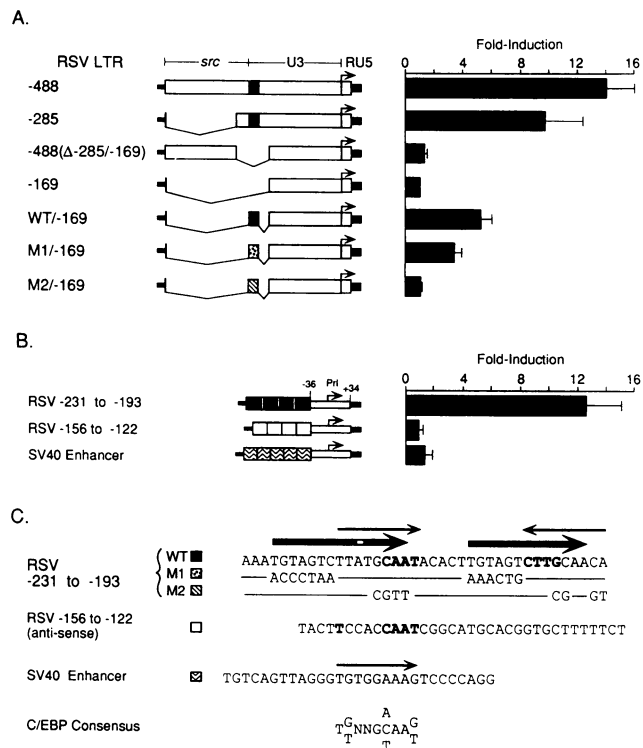 A.
RSV LTR
src
U3
RU5
Fold-Induction
0 4 8 12 16
-488
-285
-488(Δ-285/-169)
-169
WT/-169
M1/-169
M2/-169
B.
Fold-Induction
0 4 8 12 16
-36 Prl +34
RSV -231 to -193
RSV -156 to -122
SV40 Enhancer
C.
RSV
-231 to -193
WT AAATGTAGTCTTATGCAATACACTTGTAGTCTTGCAACA
M1 ACCCTAA AAACTG
M2 CGTT CG GT
RSV -156 to -122
(anti-sense)
TACTTCCACCAATCGGCATGCACGGTGCTTTTTCT
SV40 Enhancer TGTCAGTTAGGGTGTGGAAAGTCCCCAGG
A
C/EBP Consensus TGNNGCAAG
T C T
T